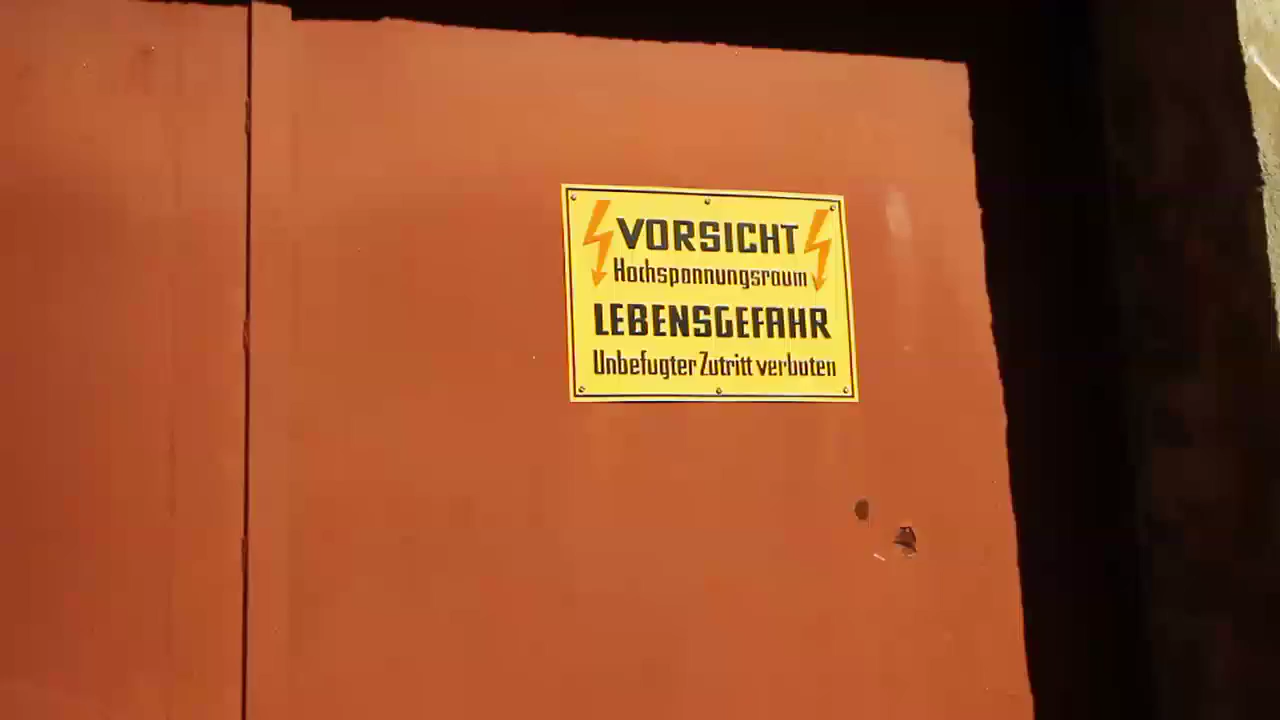 VORSICHT
Hochspannungsraum
LEBENSGEFAHR
Unbefugter Zutritt verboten